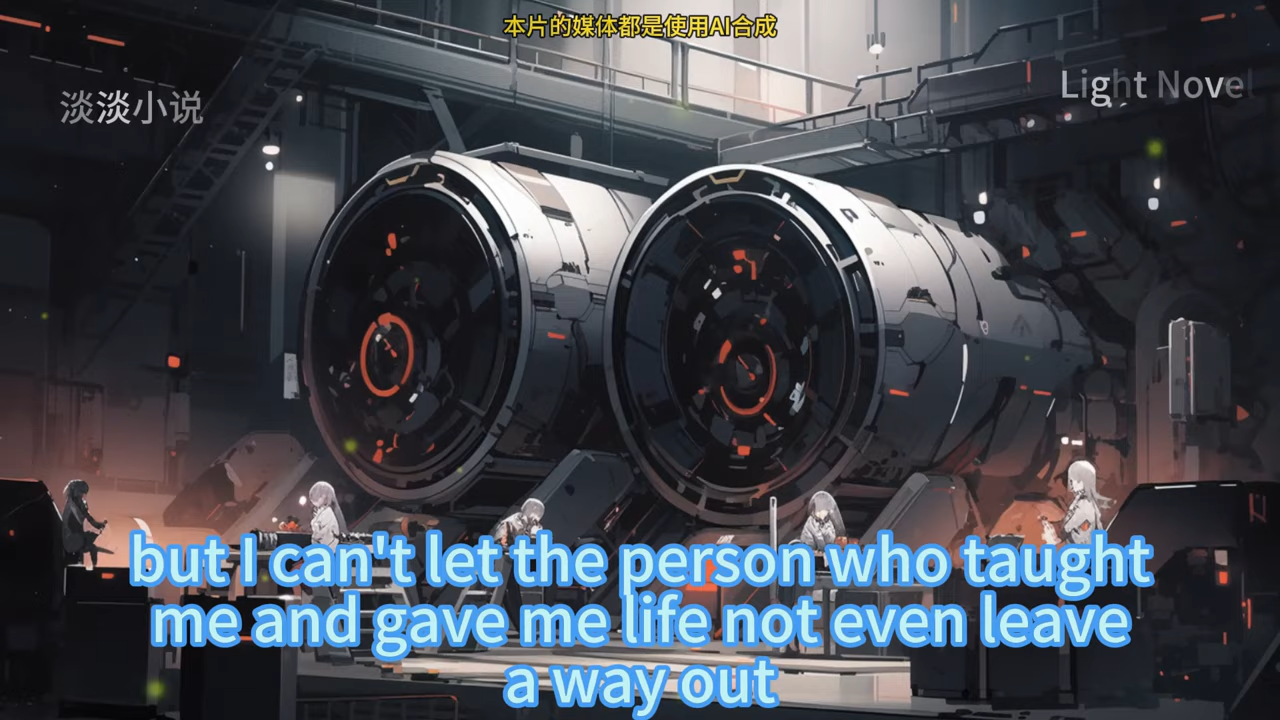 本片的媒体都是使用AI合成
淡淡小说
Light Novel
but I can't let the person who taught
me and gave me life not even leave
a way out